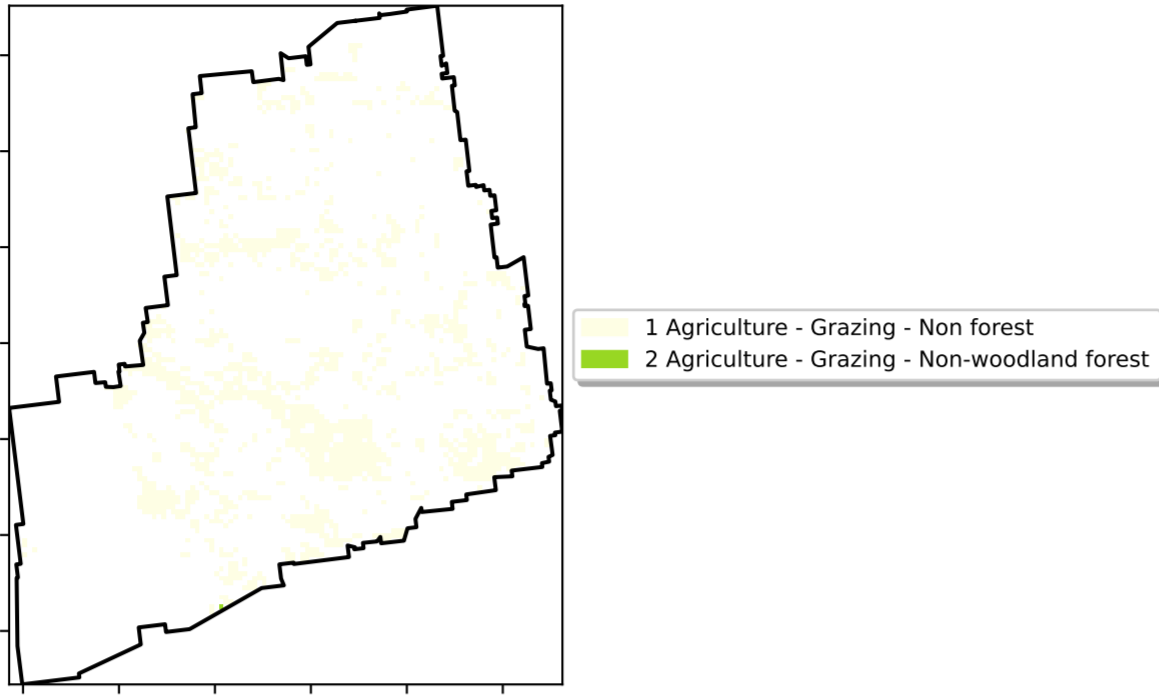 1 Agriculture - Grazing - Non forest
2 Agriculture - Grazing - Non-woodland forest